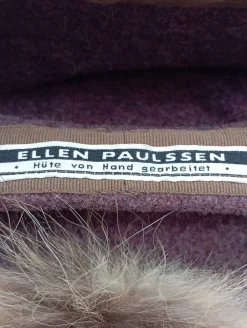 ELLEN PAULSSEN
• Hüte von Hand gearbeitet •